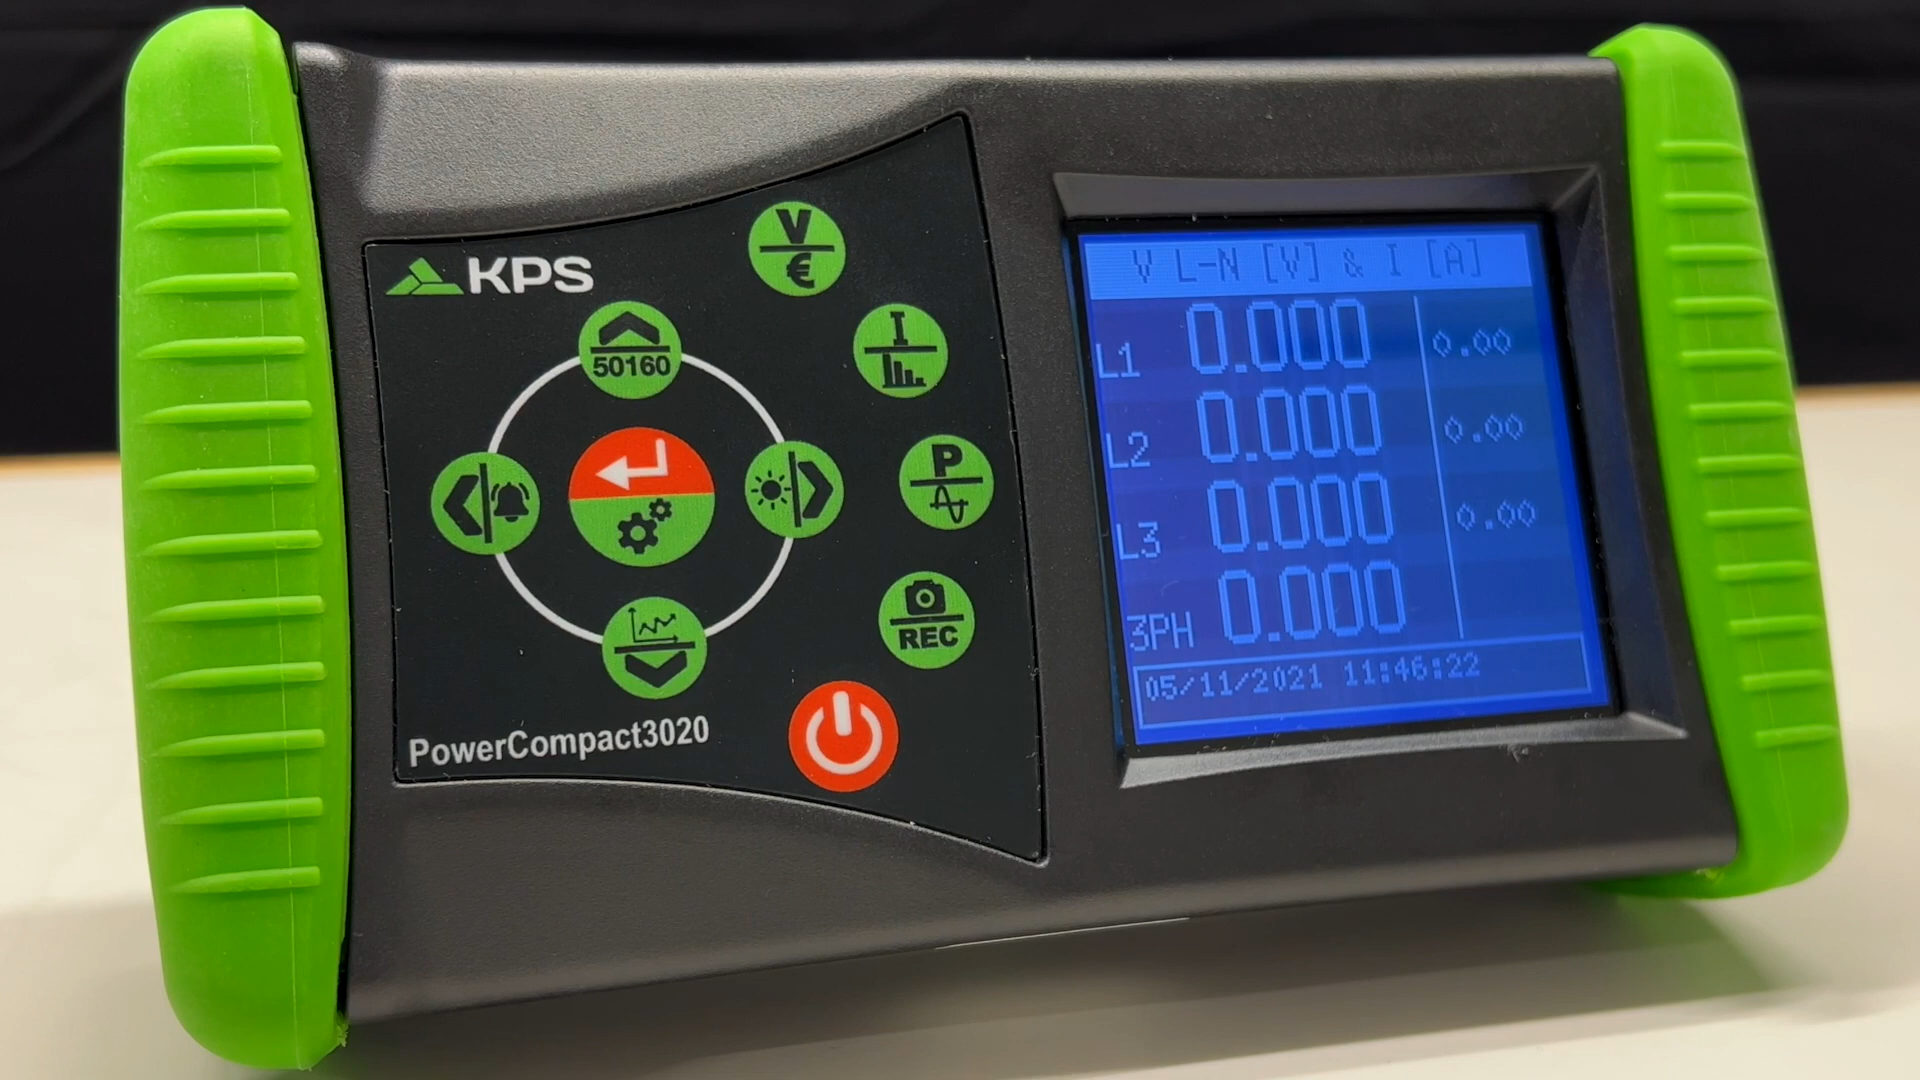 KPS
V
€
50160
I
P
REC
PowerCompact3020
V L-N [V] & I [A]
L1 0.000 0.00
L2 0.000 0.00
L3 0.000 0.00
3PH 0.000
05/11/2021 11:46:22